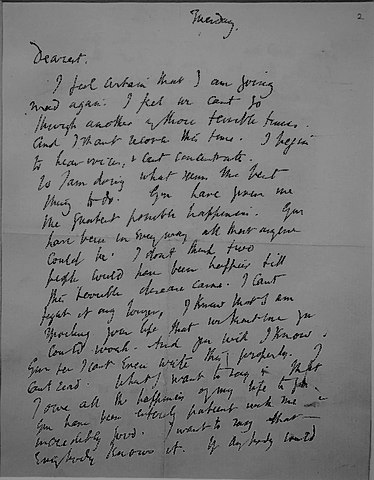 Tuesday.
2
Dearest,
I feel certain that I am going
mad again. I feel we cant go
through another of those terrible times.
And I shant recover this time. I begin
to hear voices, & cant concentrate.
So I am doing what seems the best
thing to do. You have given me
the greatest possible happiness. You
have been in every way all that anyone
could be. I dont think two
people could have been happier till
this terrible disease came. I cant
fight it any longer, I know that I am
spoiling your life, that without me you
could work. And you will I know.
You see I cant even write this properly. I
cant read. What I want to say is that
I owe all the happiness of my life to you.
You have been entirely patient with me &
incredibly good. I want to say that —
everybody knows it. If anybody could